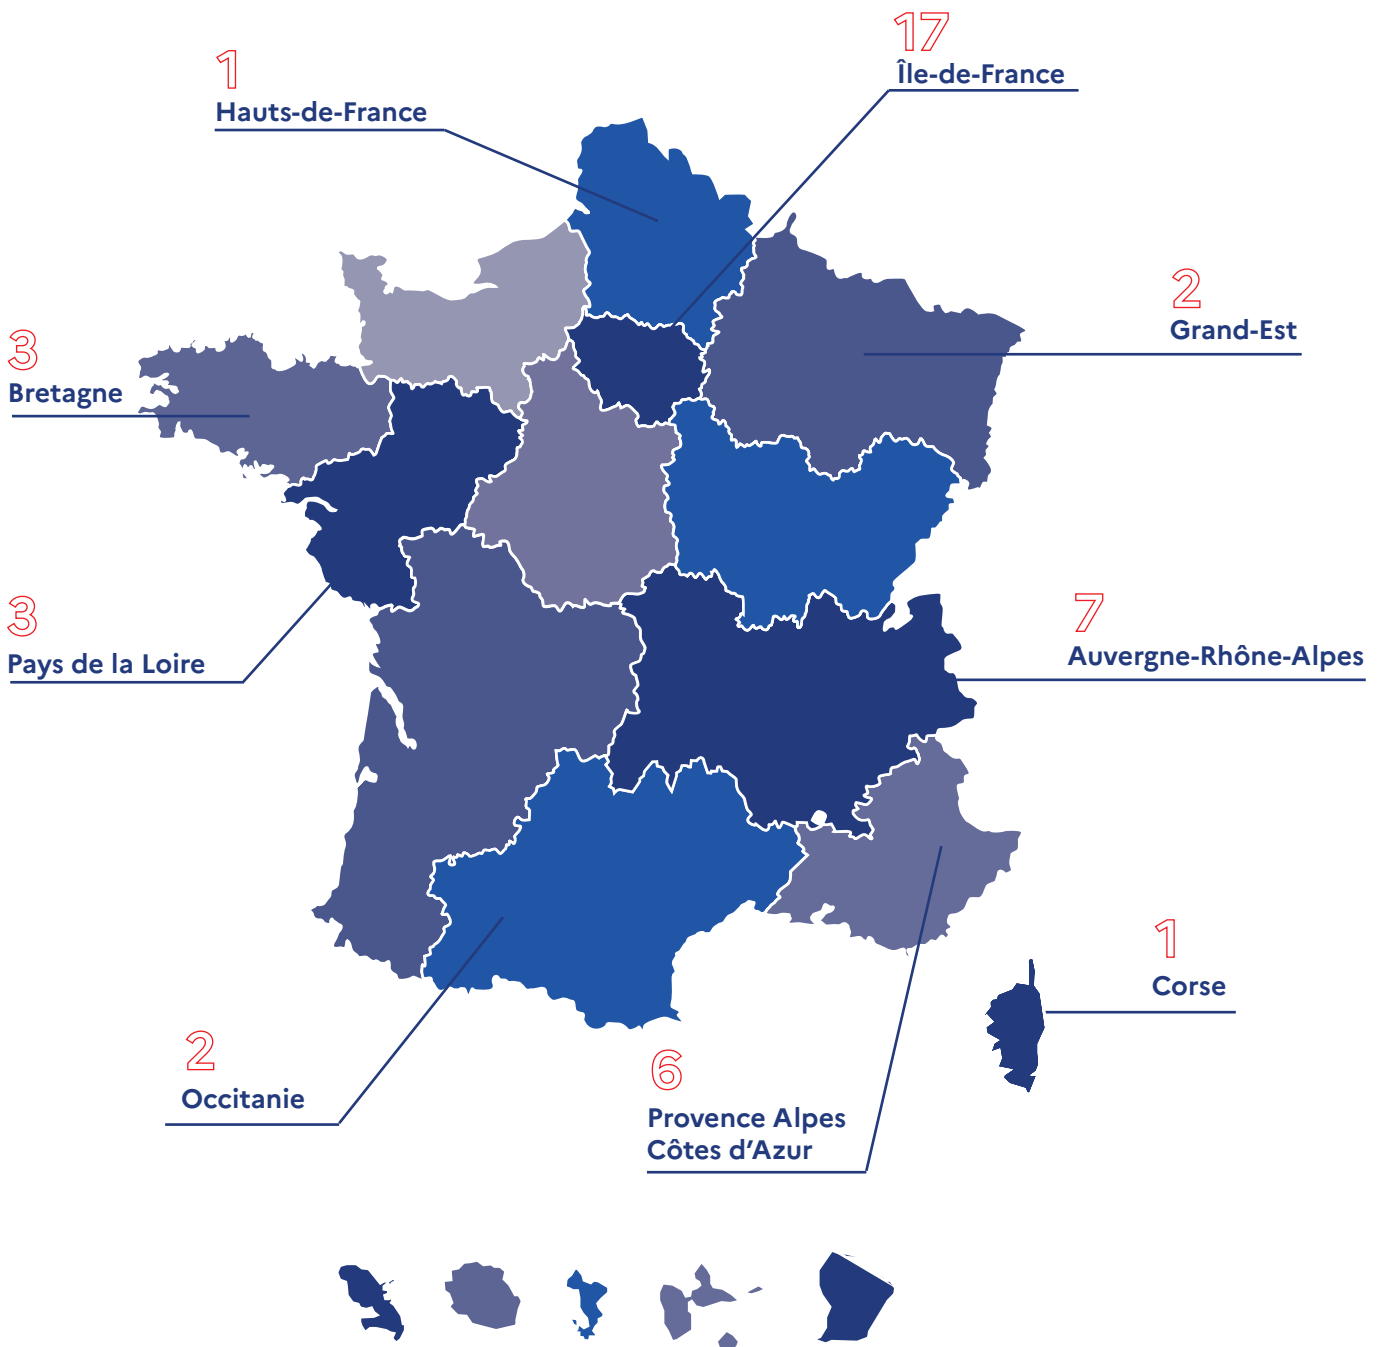 17
Île-de-France
1
Hauts-de-France
2
Grand-Est
3
Bretagne
3
Pays de la Loire
7
Auvergne-Rhône-Alpes
1
Corse
2
Occitanie
6
Provence Alpes
Côtes d’Azur